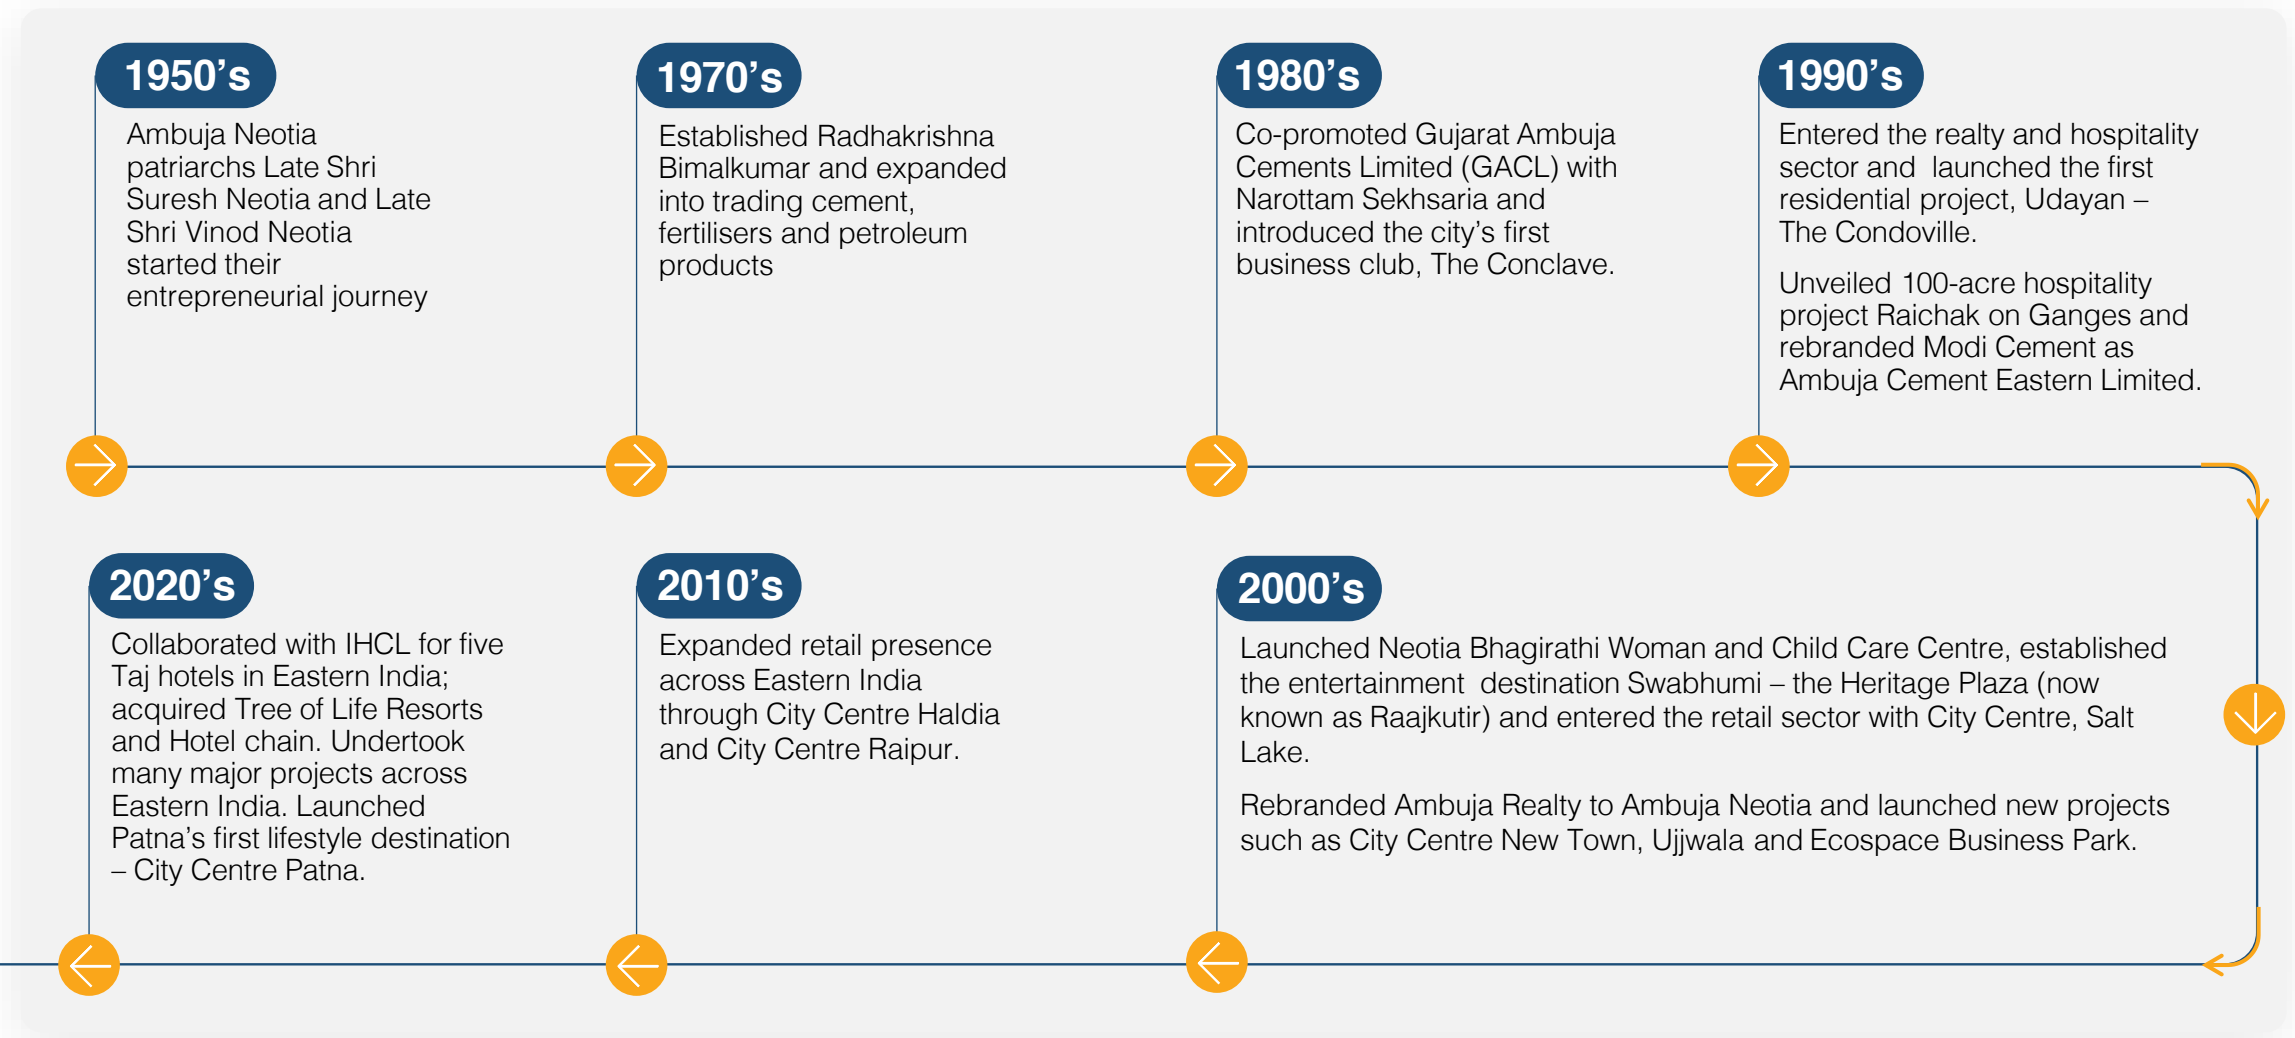 1950's
Ambuja Neotia
patriarchs Late Shri
Suresh Neotia and Late
Shri Vinod Neotia
started their
entrepreneurial journey
1970's
Established Radhakrishna
Bimalkumar and expanded
into trading cement,
fertilisers and petroleum
products
1980's
Co-promoted Gujarat Ambuja
Cements Limited (GACL) with
Narottam Sekhsaria and
introduced the city's first
business club, The Conclave.
1990's
Entered the realty and hospitality
sector and launched the first
residential project, Udayan –
The Condoville.
Unveiled 100-acre hospitality
project Raichak on Ganges and
rebranded Modi Cement as
Ambuja Cement Eastern Limited.
2000's
Launched Neotia Bhagirathi Woman and Child Care Centre, established
the entertainment destination Swabhumi – the Heritage Plaza (now
known as Raajkutir) and entered the retail sector with City Centre, Salt
Lake.
Rebranded Ambuja Realty to Ambuja Neotia and launched new projects
such as City Centre New Town, Ujjwala and Ecospace Business Park.
2010's
Expanded retail presence
across Eastern India
through City Centre Haldia
and City Centre Raipur.
2020's
Collaborated with IHCL for five
Taj hotels in Eastern India;
acquired Tree of Life Resorts
and Hotel chain. Undertook
many major projects across
Eastern India. Launched
Patna's first lifestyle destination
– City Centre Patna.